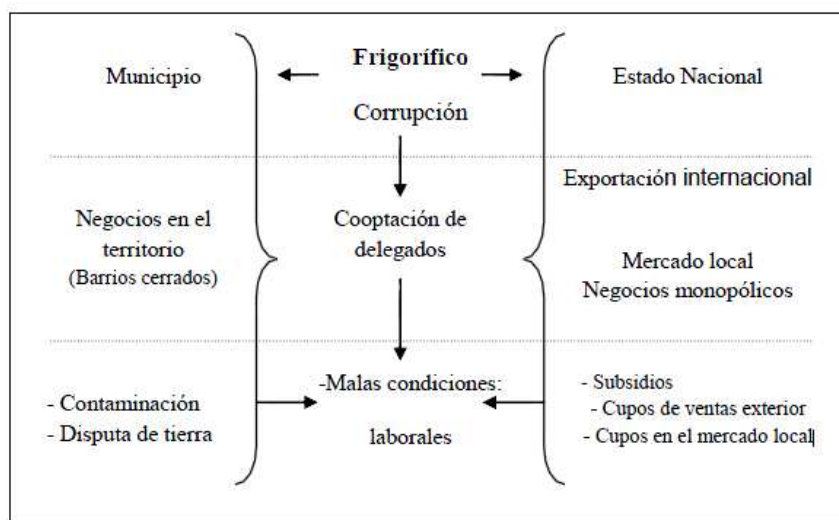 Frigorífico
Municipio
Estado Nacional
Corrupción
Exportación internacional
Negocios en el
territorio
(Barrios cerrados)
Cooptación de
delegados
Mercado local
Negocios monopólicos
- Contaminación
- Disputa de tierra
-Malas condiciones:
laborales
- Subsidios
- Cupos de ventas exterior
- Cupos en el mercado local